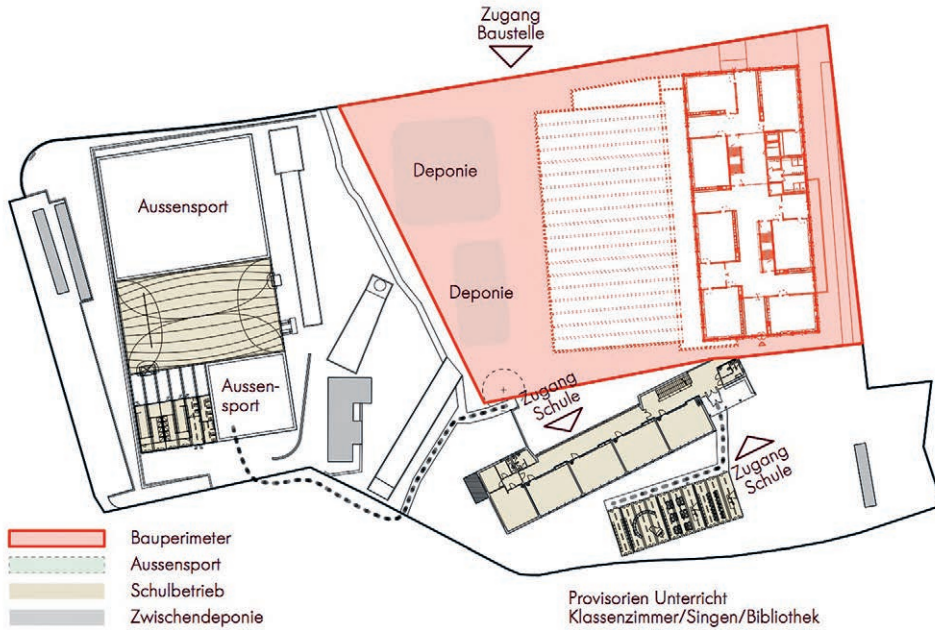 Zugang
Baustelle
Deponie
Aussensport
Deponie
Aussen-
sport
Zugang
Schule
Zugang
Schule
Bauperimeter
Aussensport
Schulbetrieb
Zwischendeponie
Provisorien Unterricht
Klassenzimmer/Singen/Bibliothek